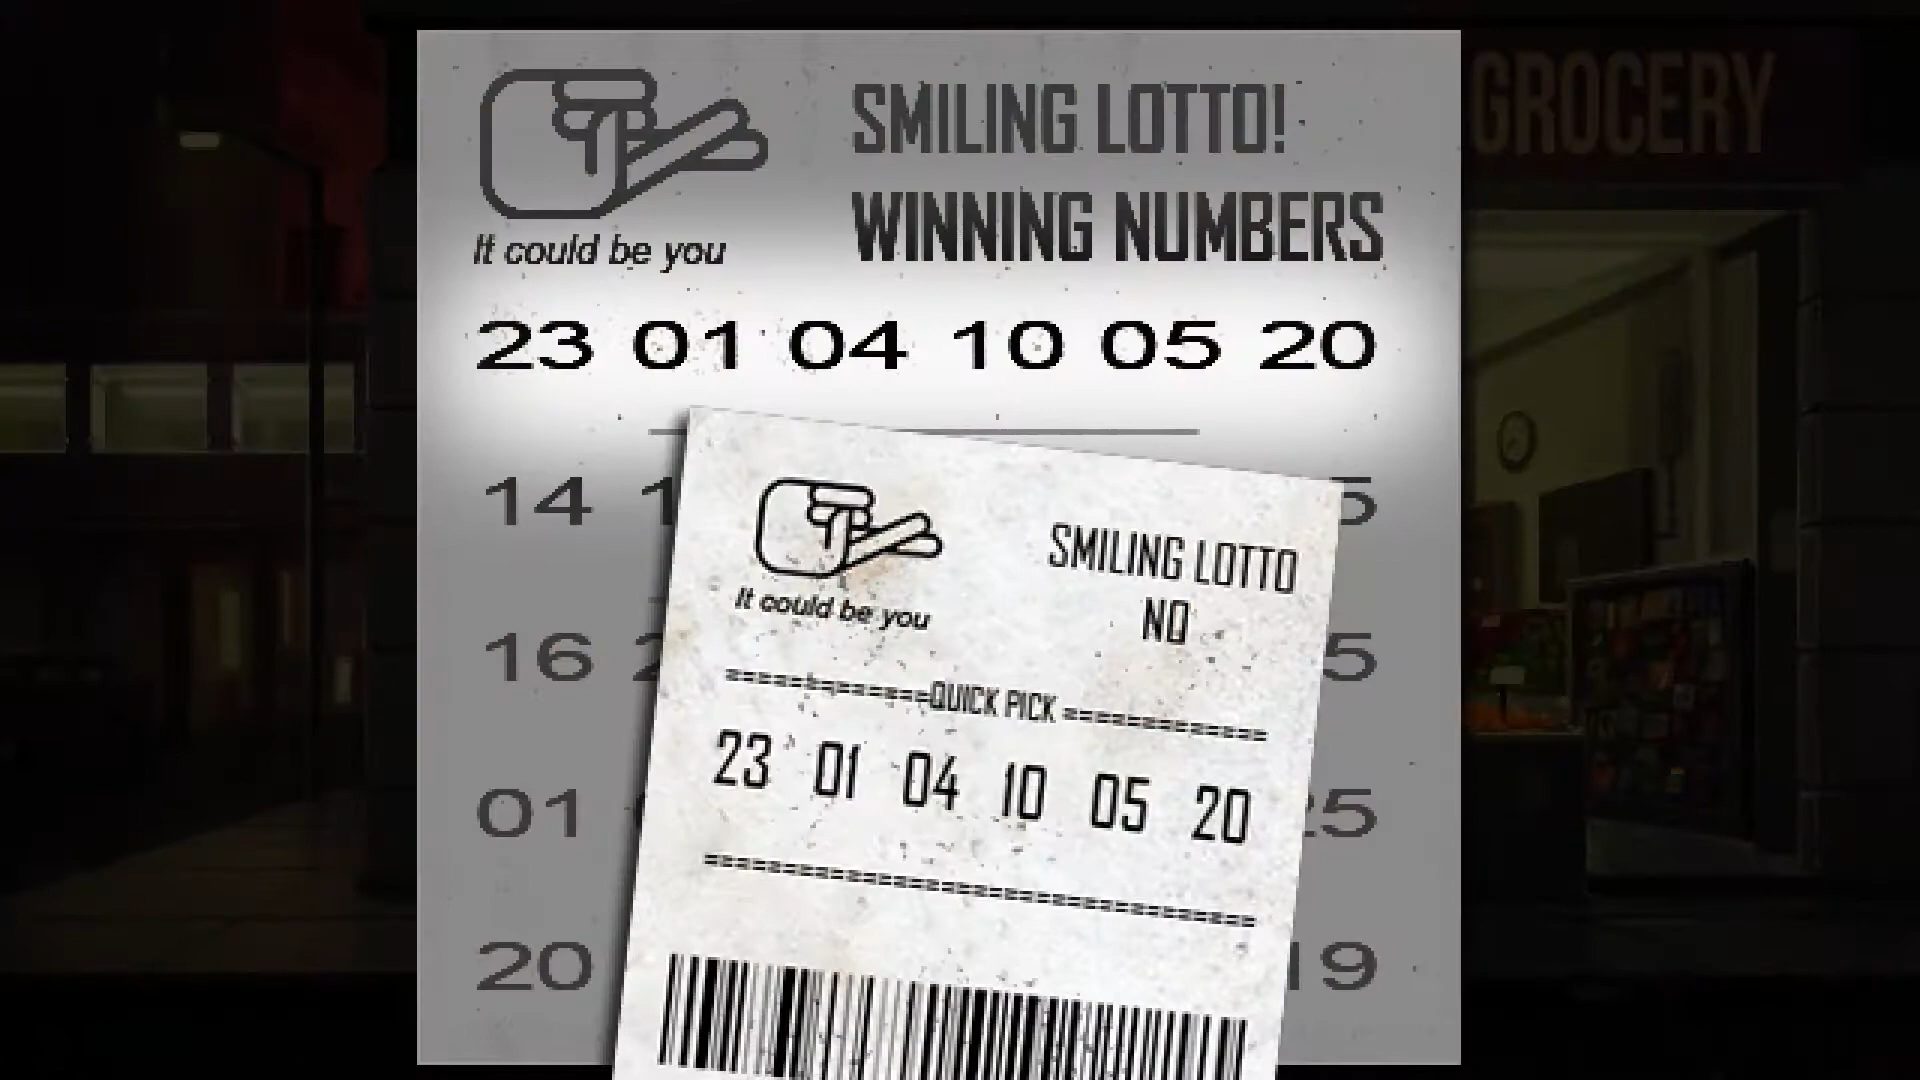 GROCERY
SMILING LOTTO!
WINNING NUMBERS
It could be you
23 01 04 10 05 20
14
16
01
20
19
SMILING LOTTO
NO
It could be you
=============QUICK PICK ==============
23 01 04 10 05 20